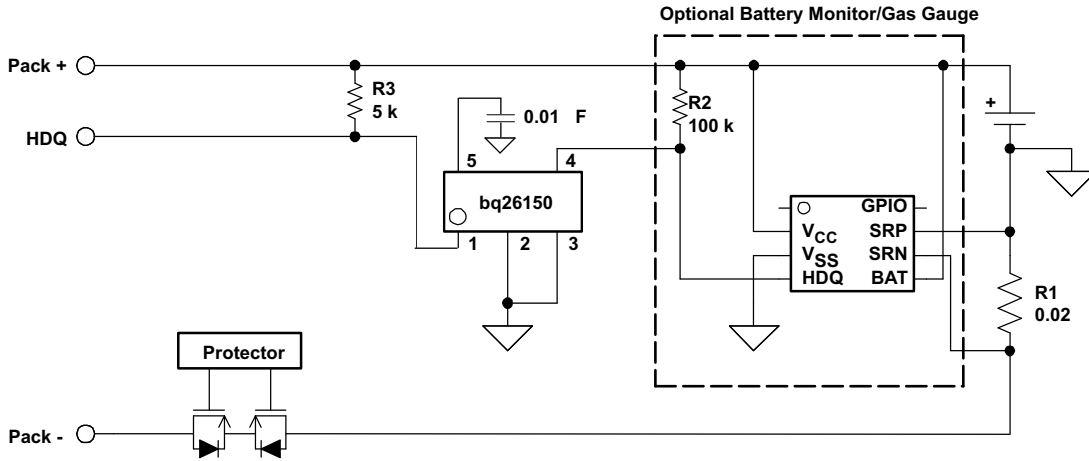 Optional Battery Monitor/Gas Gauge
Pack +
R3
5 k
HDQ
0.01 F
5
4
bq26150
1
2
3
R2
100 k
+
GPIO
VCC
SRP
VSS
SRN
HDQ
BAT
R1
0.02
Protector
Pack -